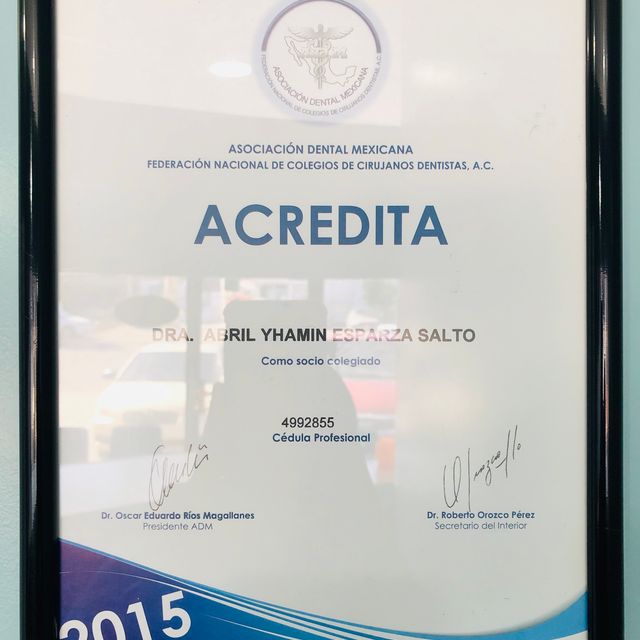 ASOCIACIÓN DENTAL MEXICANA
FEDERACIÓN NACIONAL DE COLEGIOS DE CIRUJANOS DENTISTAS, A.C.
ASOCIACIÓN DENTAL MEXICANA
FEDERACIÓN NACIONAL DE COLEGIOS DE CIRUJANOS DENTISTAS, A.C.
ACREDITA
DRA. ABRIL YHAMIN ESPARZA SALTO
Como socio colegiado
4992855
Cédula Profesional
Dr. Oscar Eduardo Ríos Magallanes
Presidente ADM
Dr. Roberto Orozco Pérez
Secretario del Interior
2015